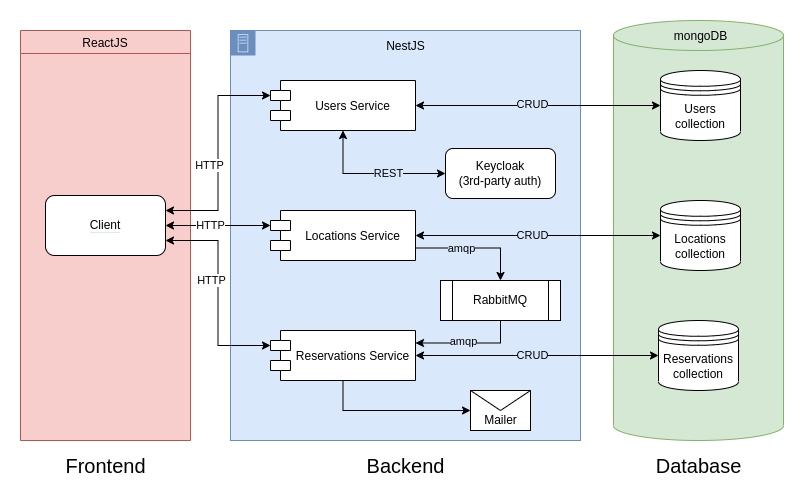 ReactJS
NestJS
mongoDB
Users Service
CRUD
Users
collection
HTTP
REST
Keycloak
(3rd-party auth)
Client
HTTP
Locations Service
CRUD
Locations
collection
amqp
HTTP
RabbitMQ
amqp
Reservations Service
CRUD
Reservations
collection
Mailer
Frontend
Backend
Database